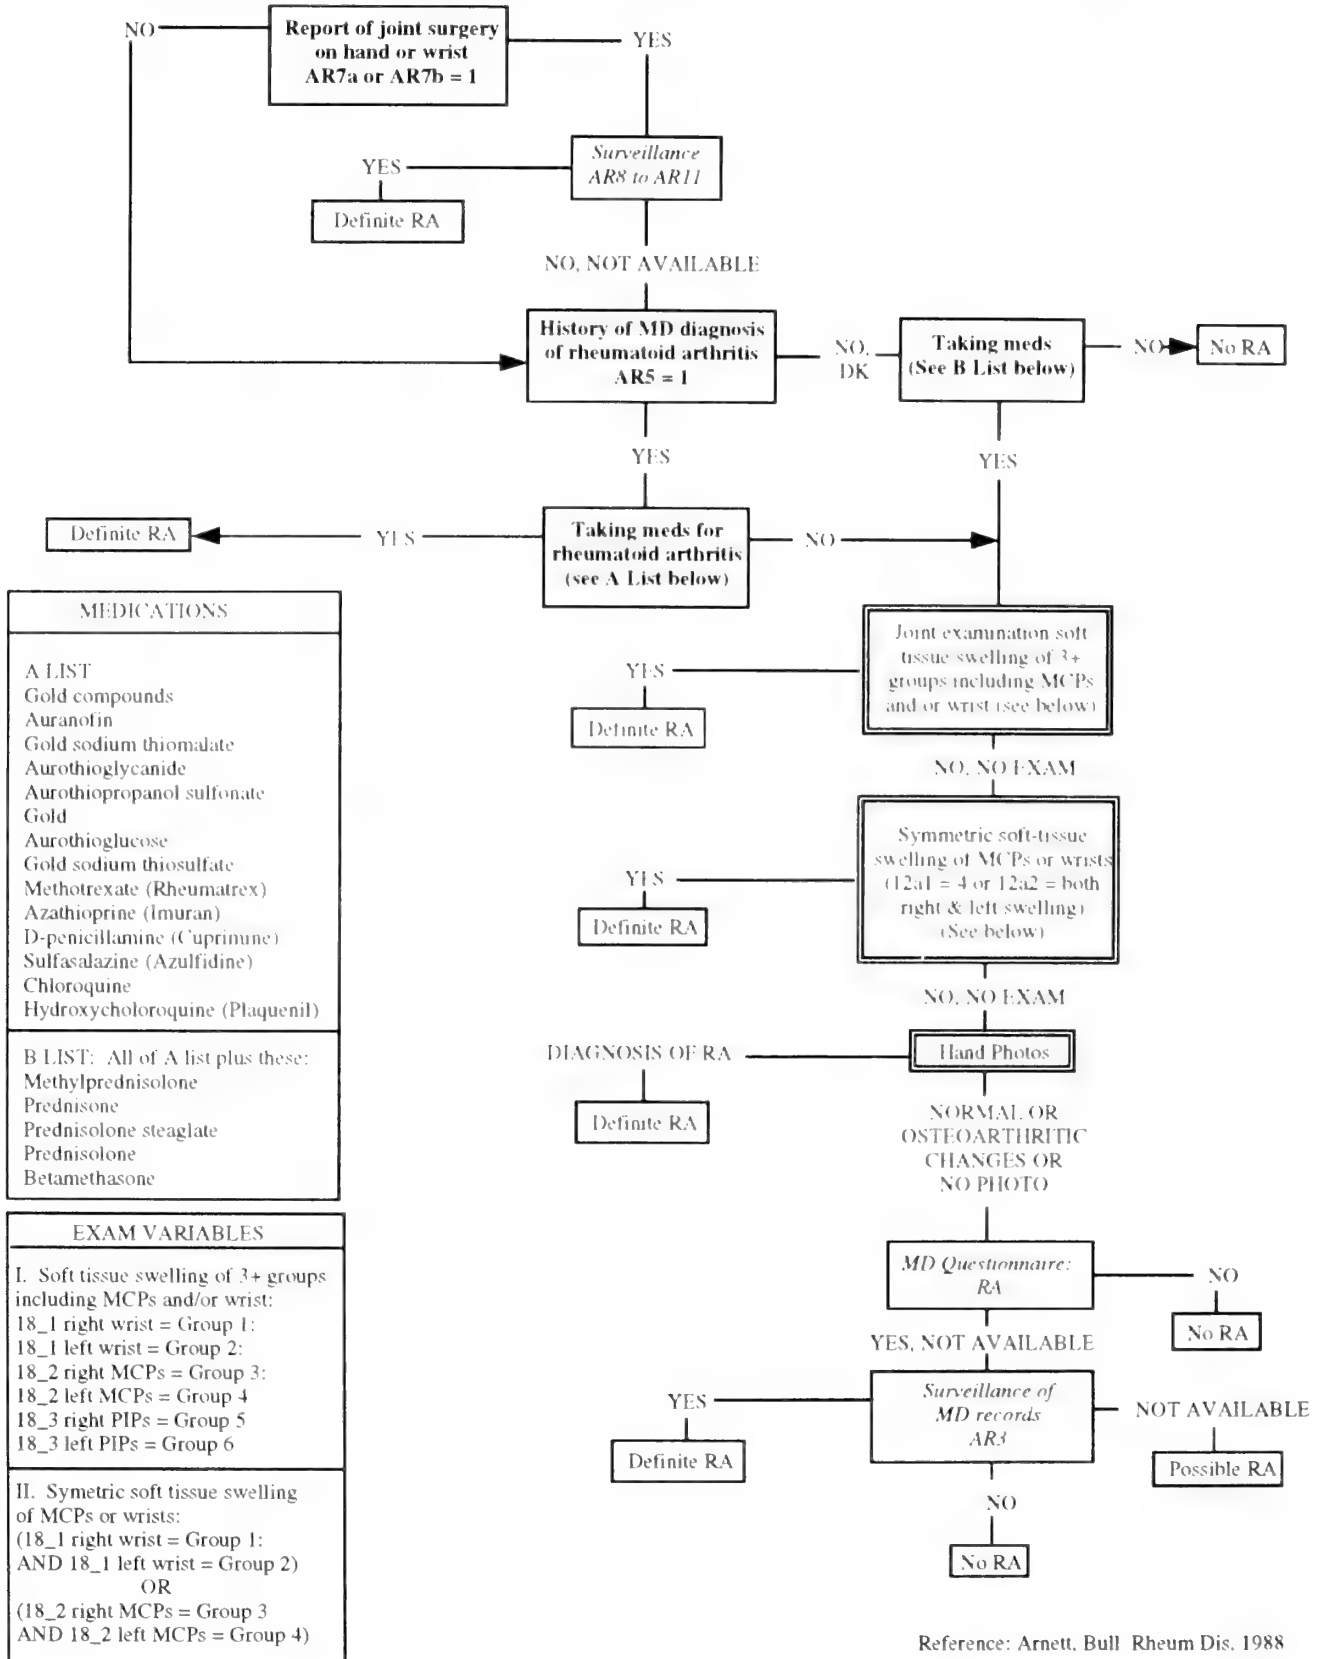 NO
Report of joint surgery
on hand or wrist
AR7a or AR7b = 1
YES
Surveillance
AR8 to AR11
YES
Definite RA
NO, NOT AVAILABLE
History of MD diagnosis
of rheumatoid arthritis
AR5 = 1
NO,
DK
Taking meds
(See B List below)
NO
No RA
YES
YES
Definite RA
YES
Taking meds for
rheumatoid arthritis
(see A List below)
NO
Joint examination soft
tissue swelling of 3+
groups including MCPs
and or wrist (see below)
YES
Definite RA
NO, NO EXAM
Symmetric soft-tissue
swelling of MCPs or wrists
(12a1 = 4 or 12a2 = both
right & left swelling)
(See below)
YES
Definite RA
NO, NO EXAM
Hand Photos
DIAGNOSIS OF RA
Definite RA
NORMAL OR
OSTEOARTHRITIC
CHANGES OR
NO PHOTO
MD Questionnaire:
RA
NO
No RA
YES, NOT AVAILABLE
Surveillance of
MD records
AR3
YES
Definite RA
NOT AVAILABLE
Possible RA
NO
No RA
MEDICATIONS
A LIST
Gold compounds
Auranofin
Gold sodium thiomalate
Aurothioglycanide
Aurothiopropanol sulfonate
Gold
Aurothioglucose
Gold sodium thiosulfate
Methotrexate (Rheumatrex)
Azathioprine (Imuran)
D-penicillamine (Cuprimune)
Sulfasalazine (Azulfidine)
Chloroquine
Hydroxycholoroquine (Plaquenil)
B LIST: All of A list plus these:
Methylprednisolone
Prednisone
Prednisolone steaglate
Prednisolone
Betamethasone
EXAM VARIABLES
I. Soft tissue swelling of 3+ groups
including MCPs and/or wrist:
18_1 right wrist = Group 1:
18_1 left wrist = Group 2:
18_2 right MCPs = Group 3:
18_2 left MCPs = Group 4
18_3 right PIPs = Group 5
18_3 left PIPs = Group 6
II. Symetric soft tissue swelling
of MCPs or wrists:
(18_1 right wrist = Group 1:
AND 18_1 left wrist = Group 2)
OR
(18_2 right MCPs = Group 3
AND 18_2 left MCPs = Group 4)
Reference: Arnett, Bull Rheum Dis, 1988